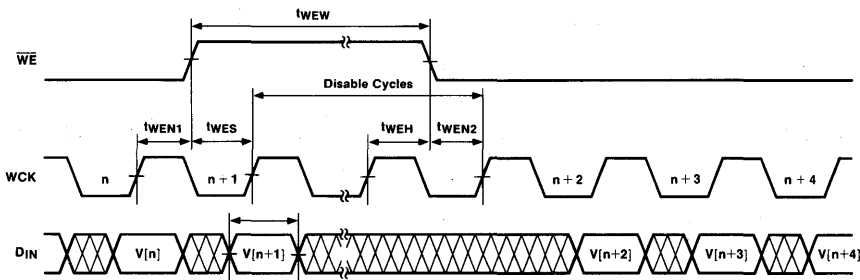 tWEW
WE
Disable Cycles
tWEN1 tWES tWEH tWEN2
WCK n n+1 n+2 n+3 n+4
DIN V[n] V[n+1] V[n+2] V[n+3] V[n+4]